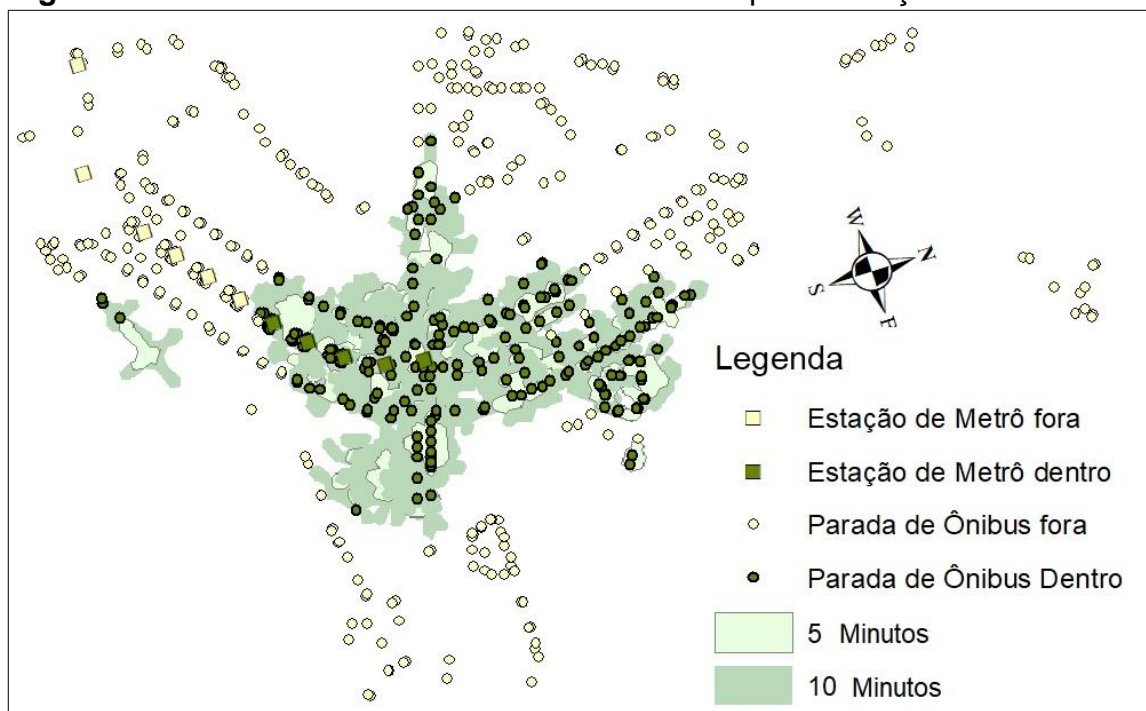 W
N
S
E
Legenda
Estação de Metrô fora
Estação de Metrô dentro
Parada de Ônibus fora
Parada de Ônibus Dentro
5 Minutos
10 Minutos